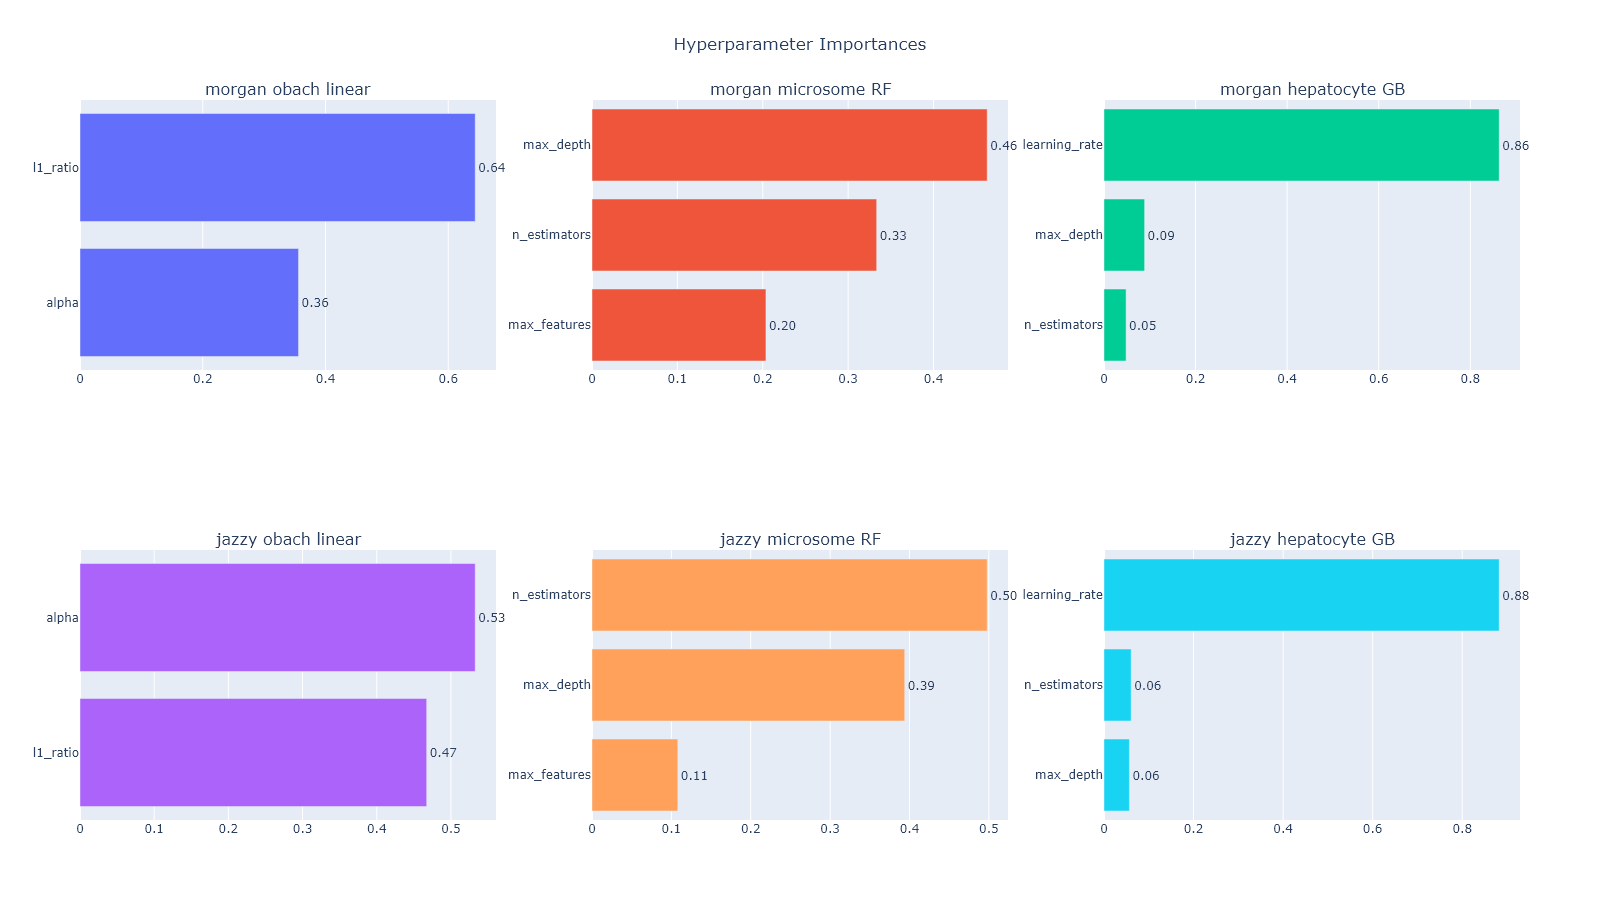 Hyperparameter Importances
morgan obach linear
l1_ratio
0.64
alpha
0.36
0 0.2 0.4 0.6
morgan microsome RF
max_depth
0.46
n_estimators
0.33
max_features
0.20
0 0.1 0.2 0.3 0.4
morgan hepatocyte GB
learning_rate
0.86
max_depth
0.09
n_estimators
0.05
0 0.2 0.4 0.6 0.8
jazzy obach linear
alpha
0.53
l1_ratio
0.47
0 0.1 0.2 0.3 0.4 0.5
jazzy microsome RF
n_estimators
0.50
max_depth
0.39
max_features
0.11
0 0.1 0.2 0.3 0.4 0.5
jazzy hepatocyte GB
learning_rate
0.88
n_estimators
0.06
max_depth
0.06
0 0.2 0.4 0.6 0.8